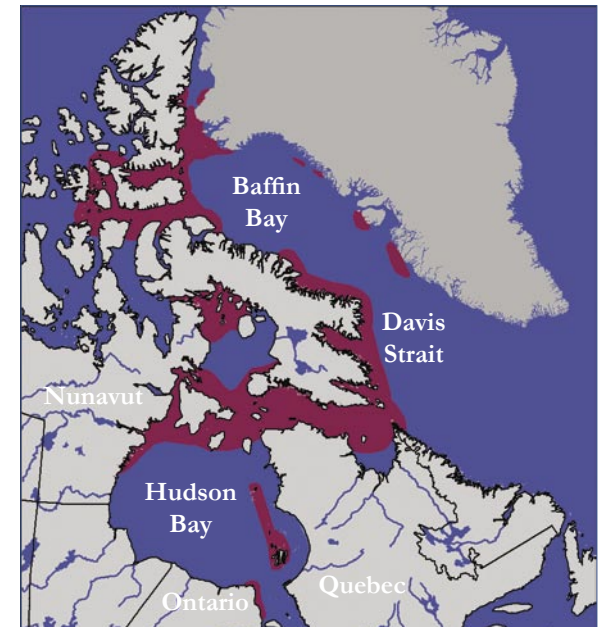 Baffin
Bay
Davis
Strait
Nunavut
Hudson
Bay
Quebec
Ontario